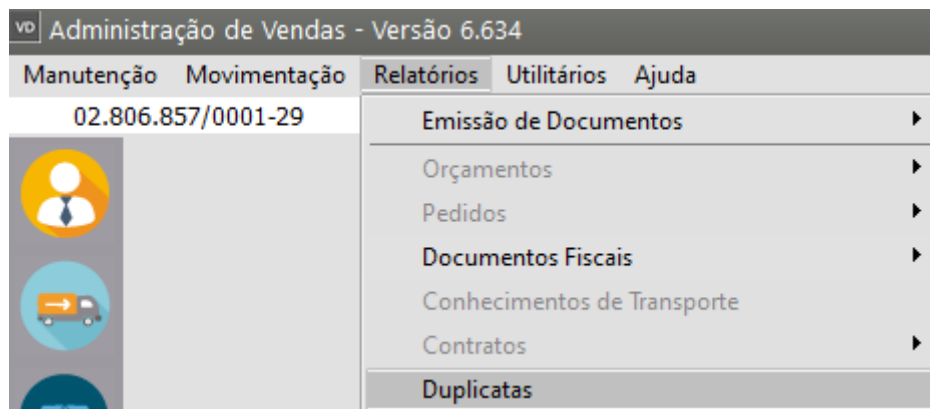 VD Administração de Vendas - Versão 6.634
Manutenção Movimentação Relatórios Utilitários Ajuda
02.806.857/0001-29
Emissão de Documentos
Orçamentos
Pedidos
Documentos Fiscais
Conhecimentos de Transporte
Contratos
Duplicatas